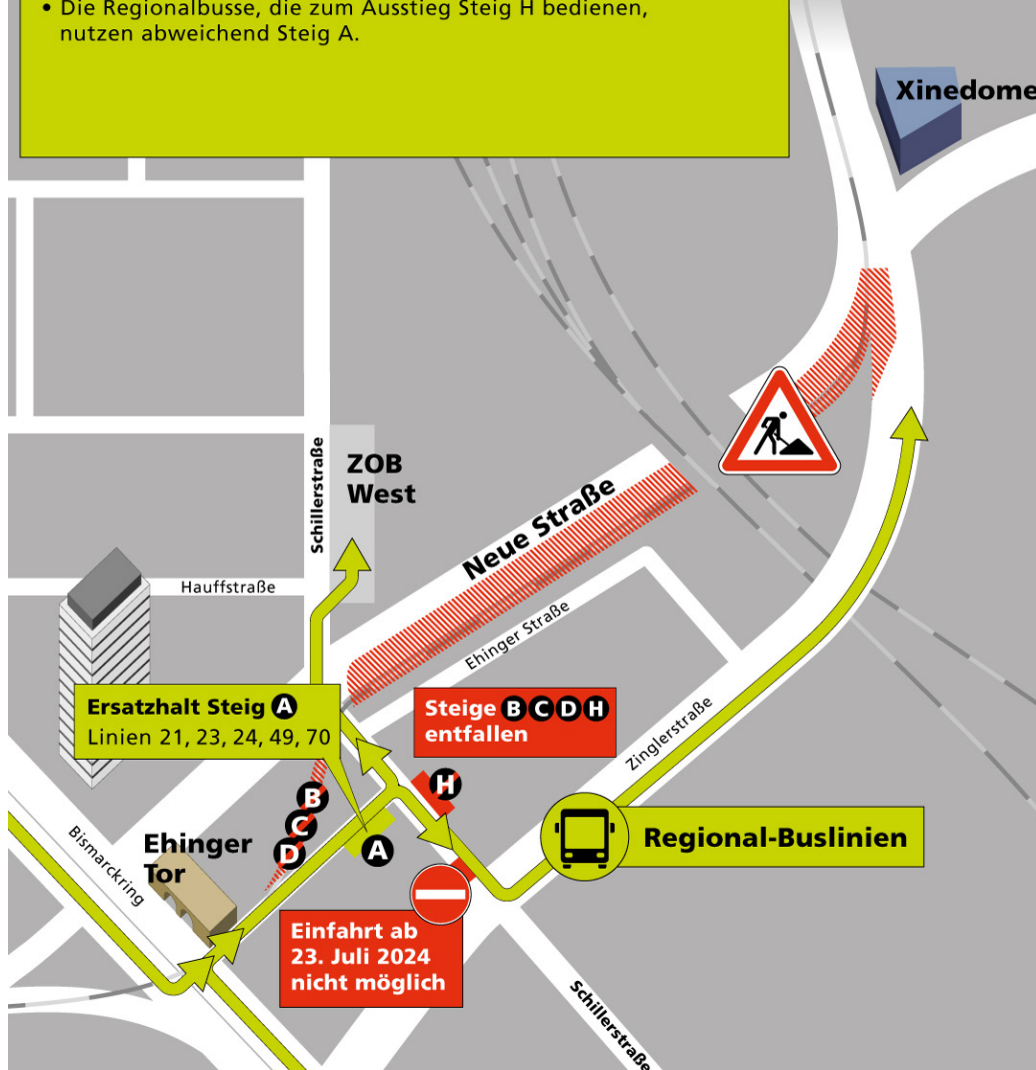 • Die Regionalbusse, die zum Ausstieg Steig H bedienen,
nutzen abweichend Steig A.
Xinedome
Schillerstraße
ZOB
West
Neue Straße
Hauffstraße
Ehinger Straße
Ersatzhalt Steig A
Linien 21, 23, 24, 49, 70
Steige B C D H
entfallen
Zinglerstraße
H
B
C
D
A
Bismarckring
Ehinger
Tor
Regional-Buslinien
Einfahrt ab
23. Juli 2024
nicht möglich
Schillerstraße